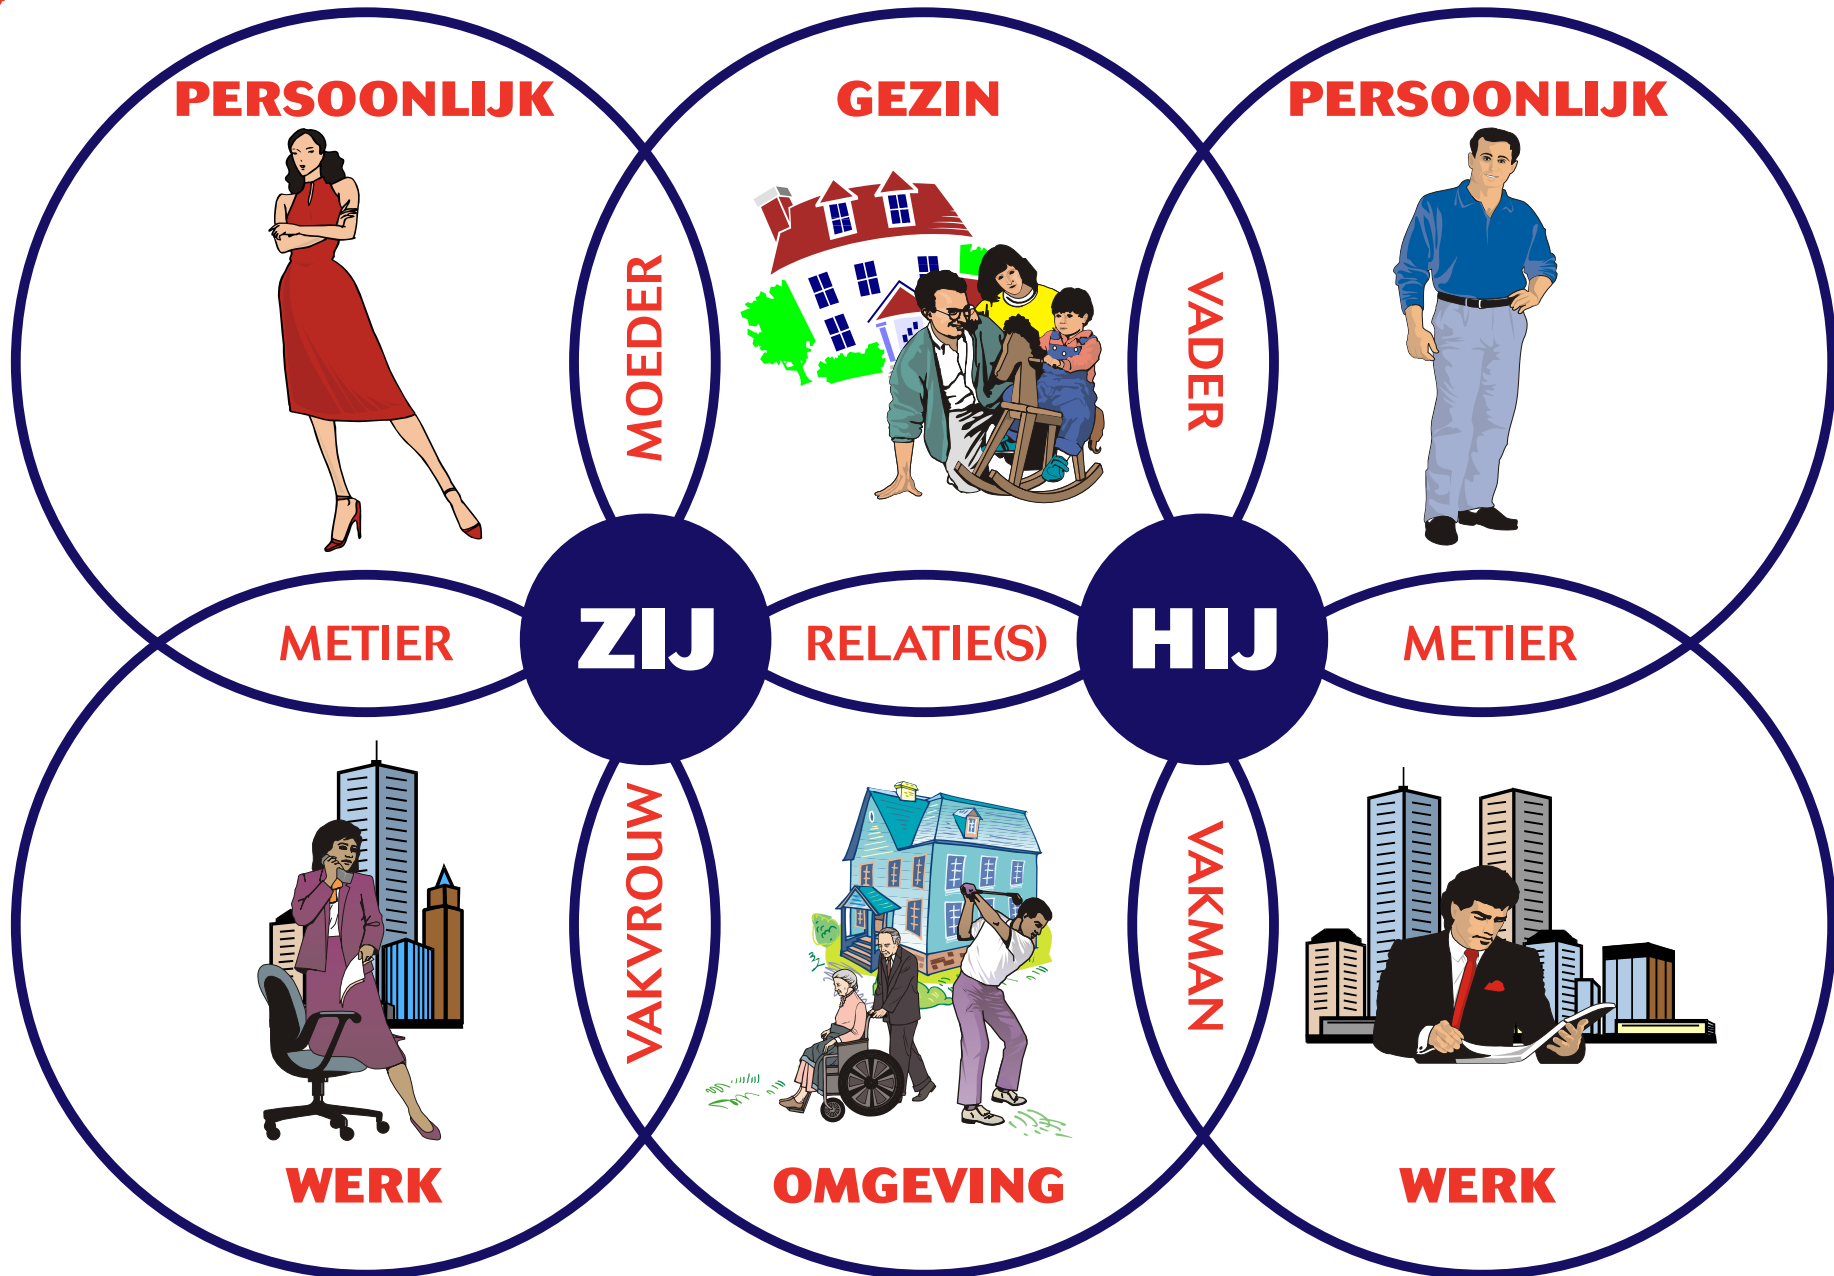 PERSOONLIJK
GEZIN
PERSOONLIJK
MOEDER
VADER
METIER
ZIJ
RELATIE(S)
HIJ
METIER
VAKVROUW
VAKMAN
WERK
OMGEVING
WERK